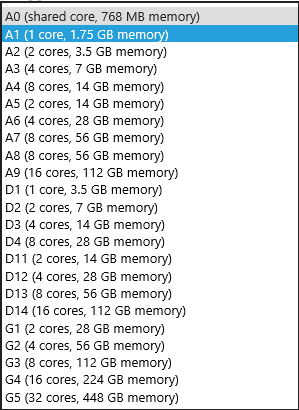 A0 (shared core, 768 MB memory)
A1 (1 core, 1.75 GB memory)
A2 (2 cores, 3.5 GB memory)
A3 (4 cores, 7 GB memory)
A4 (8 cores, 14 GB memory)
A5 (2 cores, 14 GB memory)
A6 (4 cores, 28 GB memory)
A7 (8 cores, 56 GB memory)
A8 (8 cores, 56 GB memory)
A9 (16 cores, 112 GB memory)
D1 (1 core, 3.5 GB memory)
D2 (2 cores, 7 GB memory)
D3 (4 cores, 14 GB memory)
D4 (8 cores, 28 GB memory)
D11 (2 cores, 14 GB memory)
D12 (4 cores, 28 GB memory)
D13 (8 cores, 56 GB memory)
D14 (16 cores, 112 GB memory)
G1 (2 cores, 28 GB memory)
G2 (4 cores, 56 GB memory)
G3 (8 cores, 112 GB memory)
G4 (16 cores, 224 GB memory)
G5 (32 cores, 448 GB memory)